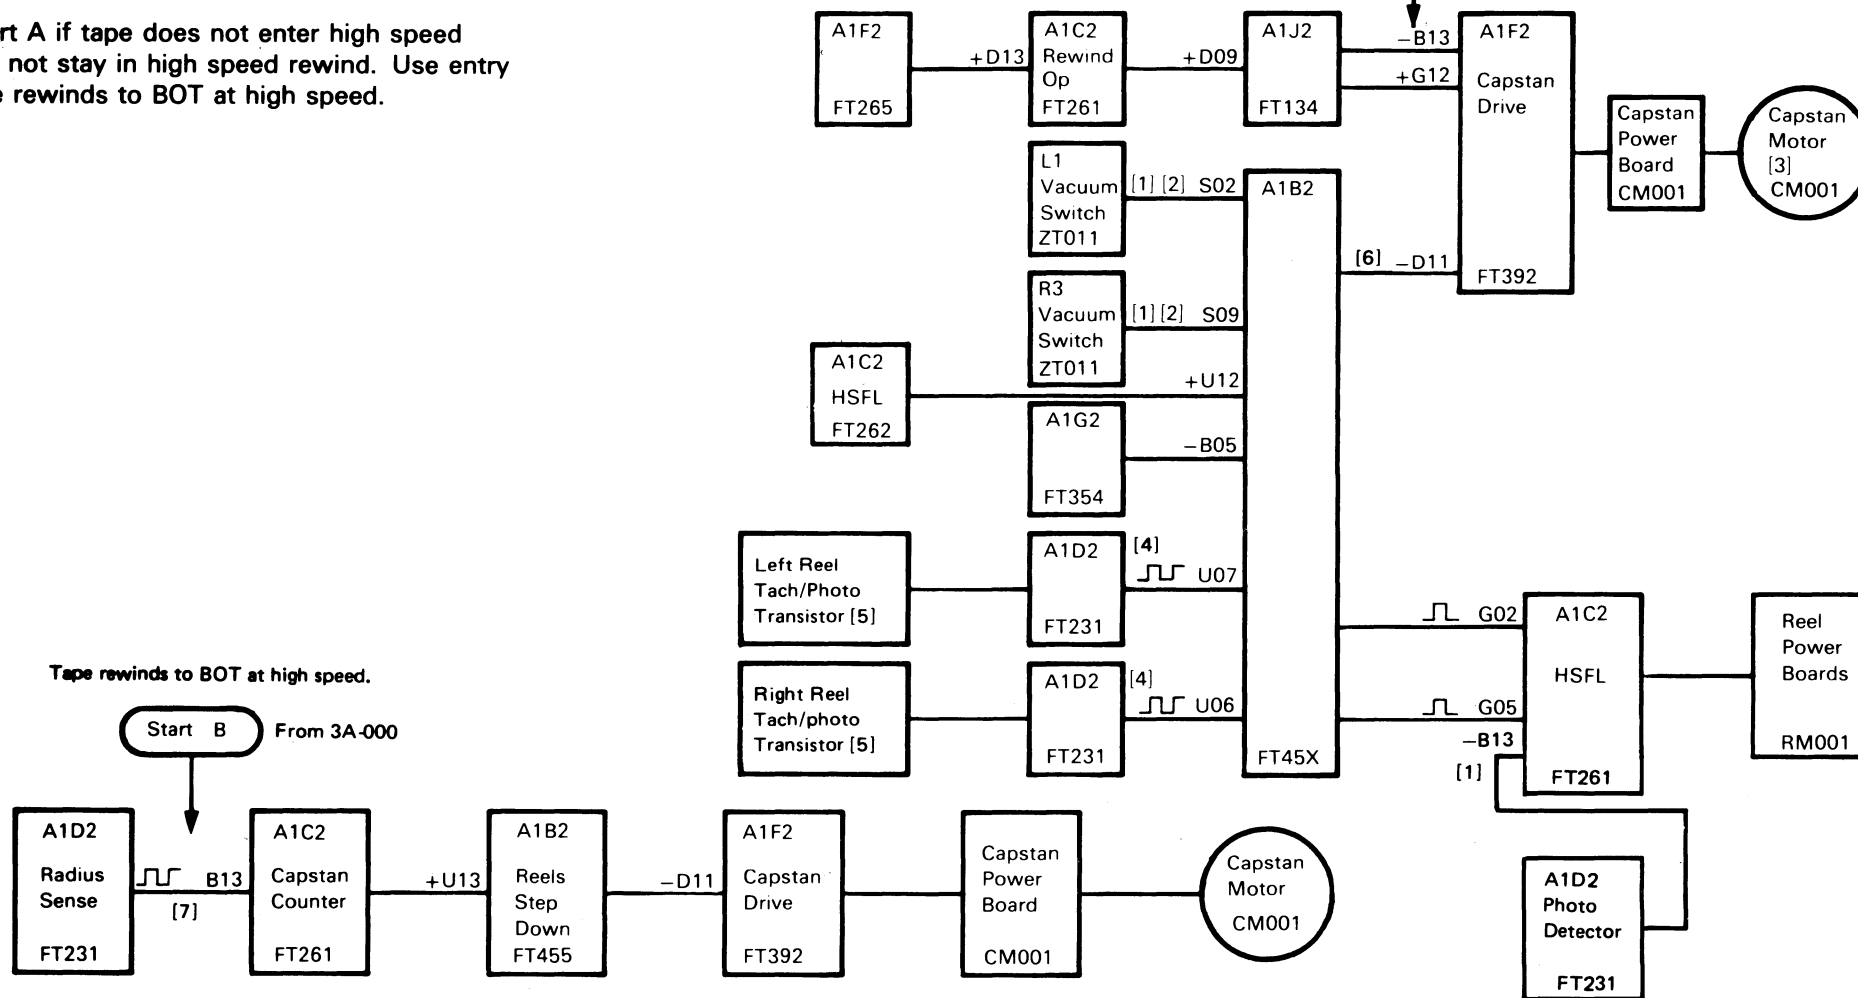 rt A if tape does not enter high speed
not stay in high speed rewind. Use entry
e rewinds to BOT at high speed.
A1F2
FT265
+D13
A1C2
Rewind
Op
FT261
+D09
A1J2
FT134
−B13
+G12
A1F2
Capstan
Drive
FT392
Capstan
Power
Board
CM001
Capstan
Motor
[3]
CM001
L1
Vacuum
Switch
ZT011
[1] [2] S02
A1B2
FT45X
[6] −D11
R3
Vacuum
Switch
ZT011
[1] [2] S09
A1C2
HSFL
FT262
+U12
A1G2
FT354
−B05
Left Reel
Tach/Photo
Transistor [5]
A1D2
FT231
[4]
U07
Right Reel
Tach/photo
Transistor [5]
A1D2
FT231
[4]
U06
G02
G05
−B13
[1]
A1C2
HSFL
FT261
Reel
Power
Boards
RM001
A1D2
Photo
Detector
FT231
Tape rewinds to BOT at high speed.
Start B
From 3A-000
A1D2
Radius
Sense
FT231
B13
[7]
A1C2
Capstan
Counter
FT261
+U13
A1B2
Reels
Step
Down
FT455
−D11
A1F2
Capstan
Drive
FT392
Capstan
Power
Board
CM001
Capstan
Motor
CM001